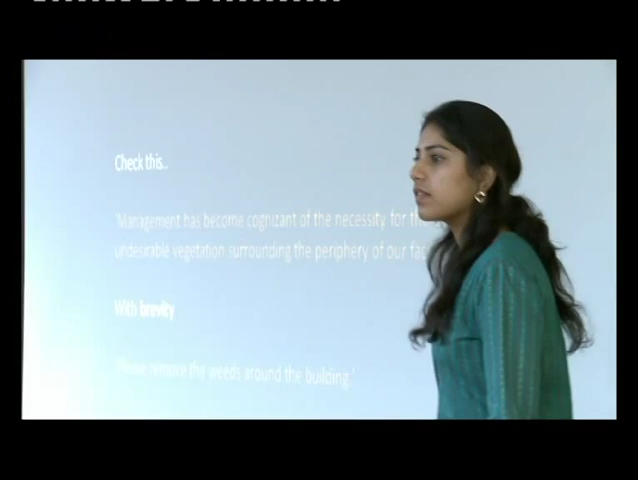 Check this..
'Management has become cognizant of the necessity for the
undesirable vegetation surrounding the periphery of our
With brevity
'Please remove the weeds around the building.'